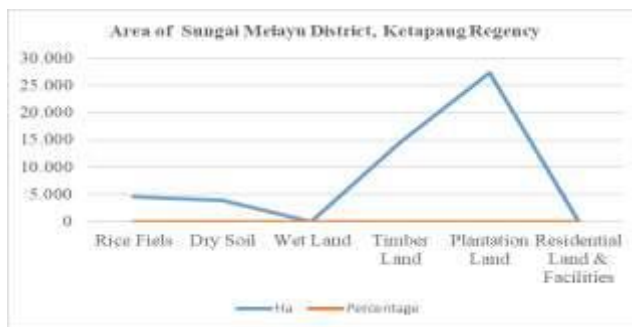 Area of Sungai Melayu District, Ketapang Regency
30.000
25.000
20.000
15.000
10.000
5.000
0
Rice Fiels Dry Soil Wet Land Timber Plantation Residential
Land Land Land &
Facilities
Ha Percentage